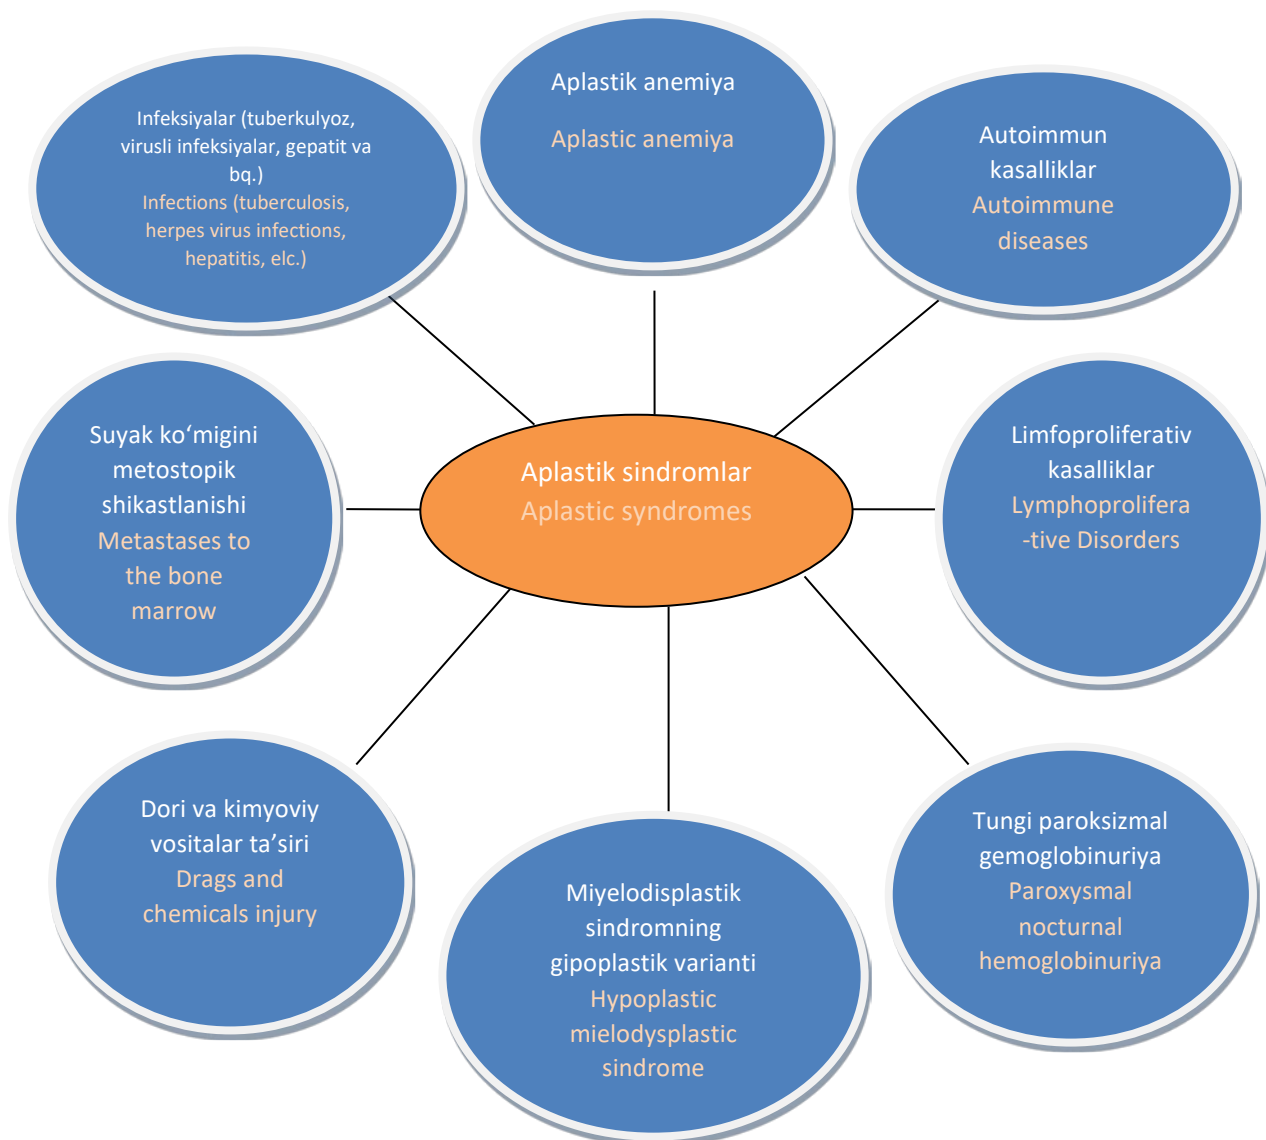 Infeksiyalar (tuberkulyoz,
virusli infeksiyalar, gepatit va
bq.)
Infections (tuberculosis,
herpes virus infections,
hepatitis, elc.)
Aplastik anemiya
Aplastic anemiya
Autoimmun
kasalliklar
Autoimmune
diseases
Suyak ko‘migini
metostopik
shikastlanishi
Metastases to
the bone
marrow
Aplastik sindromlar
Aplastic syndromes
Limfoproliferativ
kasalliklar
Lymphoprolifera
-tive Disorders
Dori va kimyoviy
vositalar ta’siri
Drags and
chemicals injury
Miyelodisplastik
sindromning
gipoplastik varianti
Hypoplastic
mielodysplastic
sindrome
Tungi paroksizmal
gemoglobinuriya
Paroxysmal
nocturnal
hemoglobinuriya